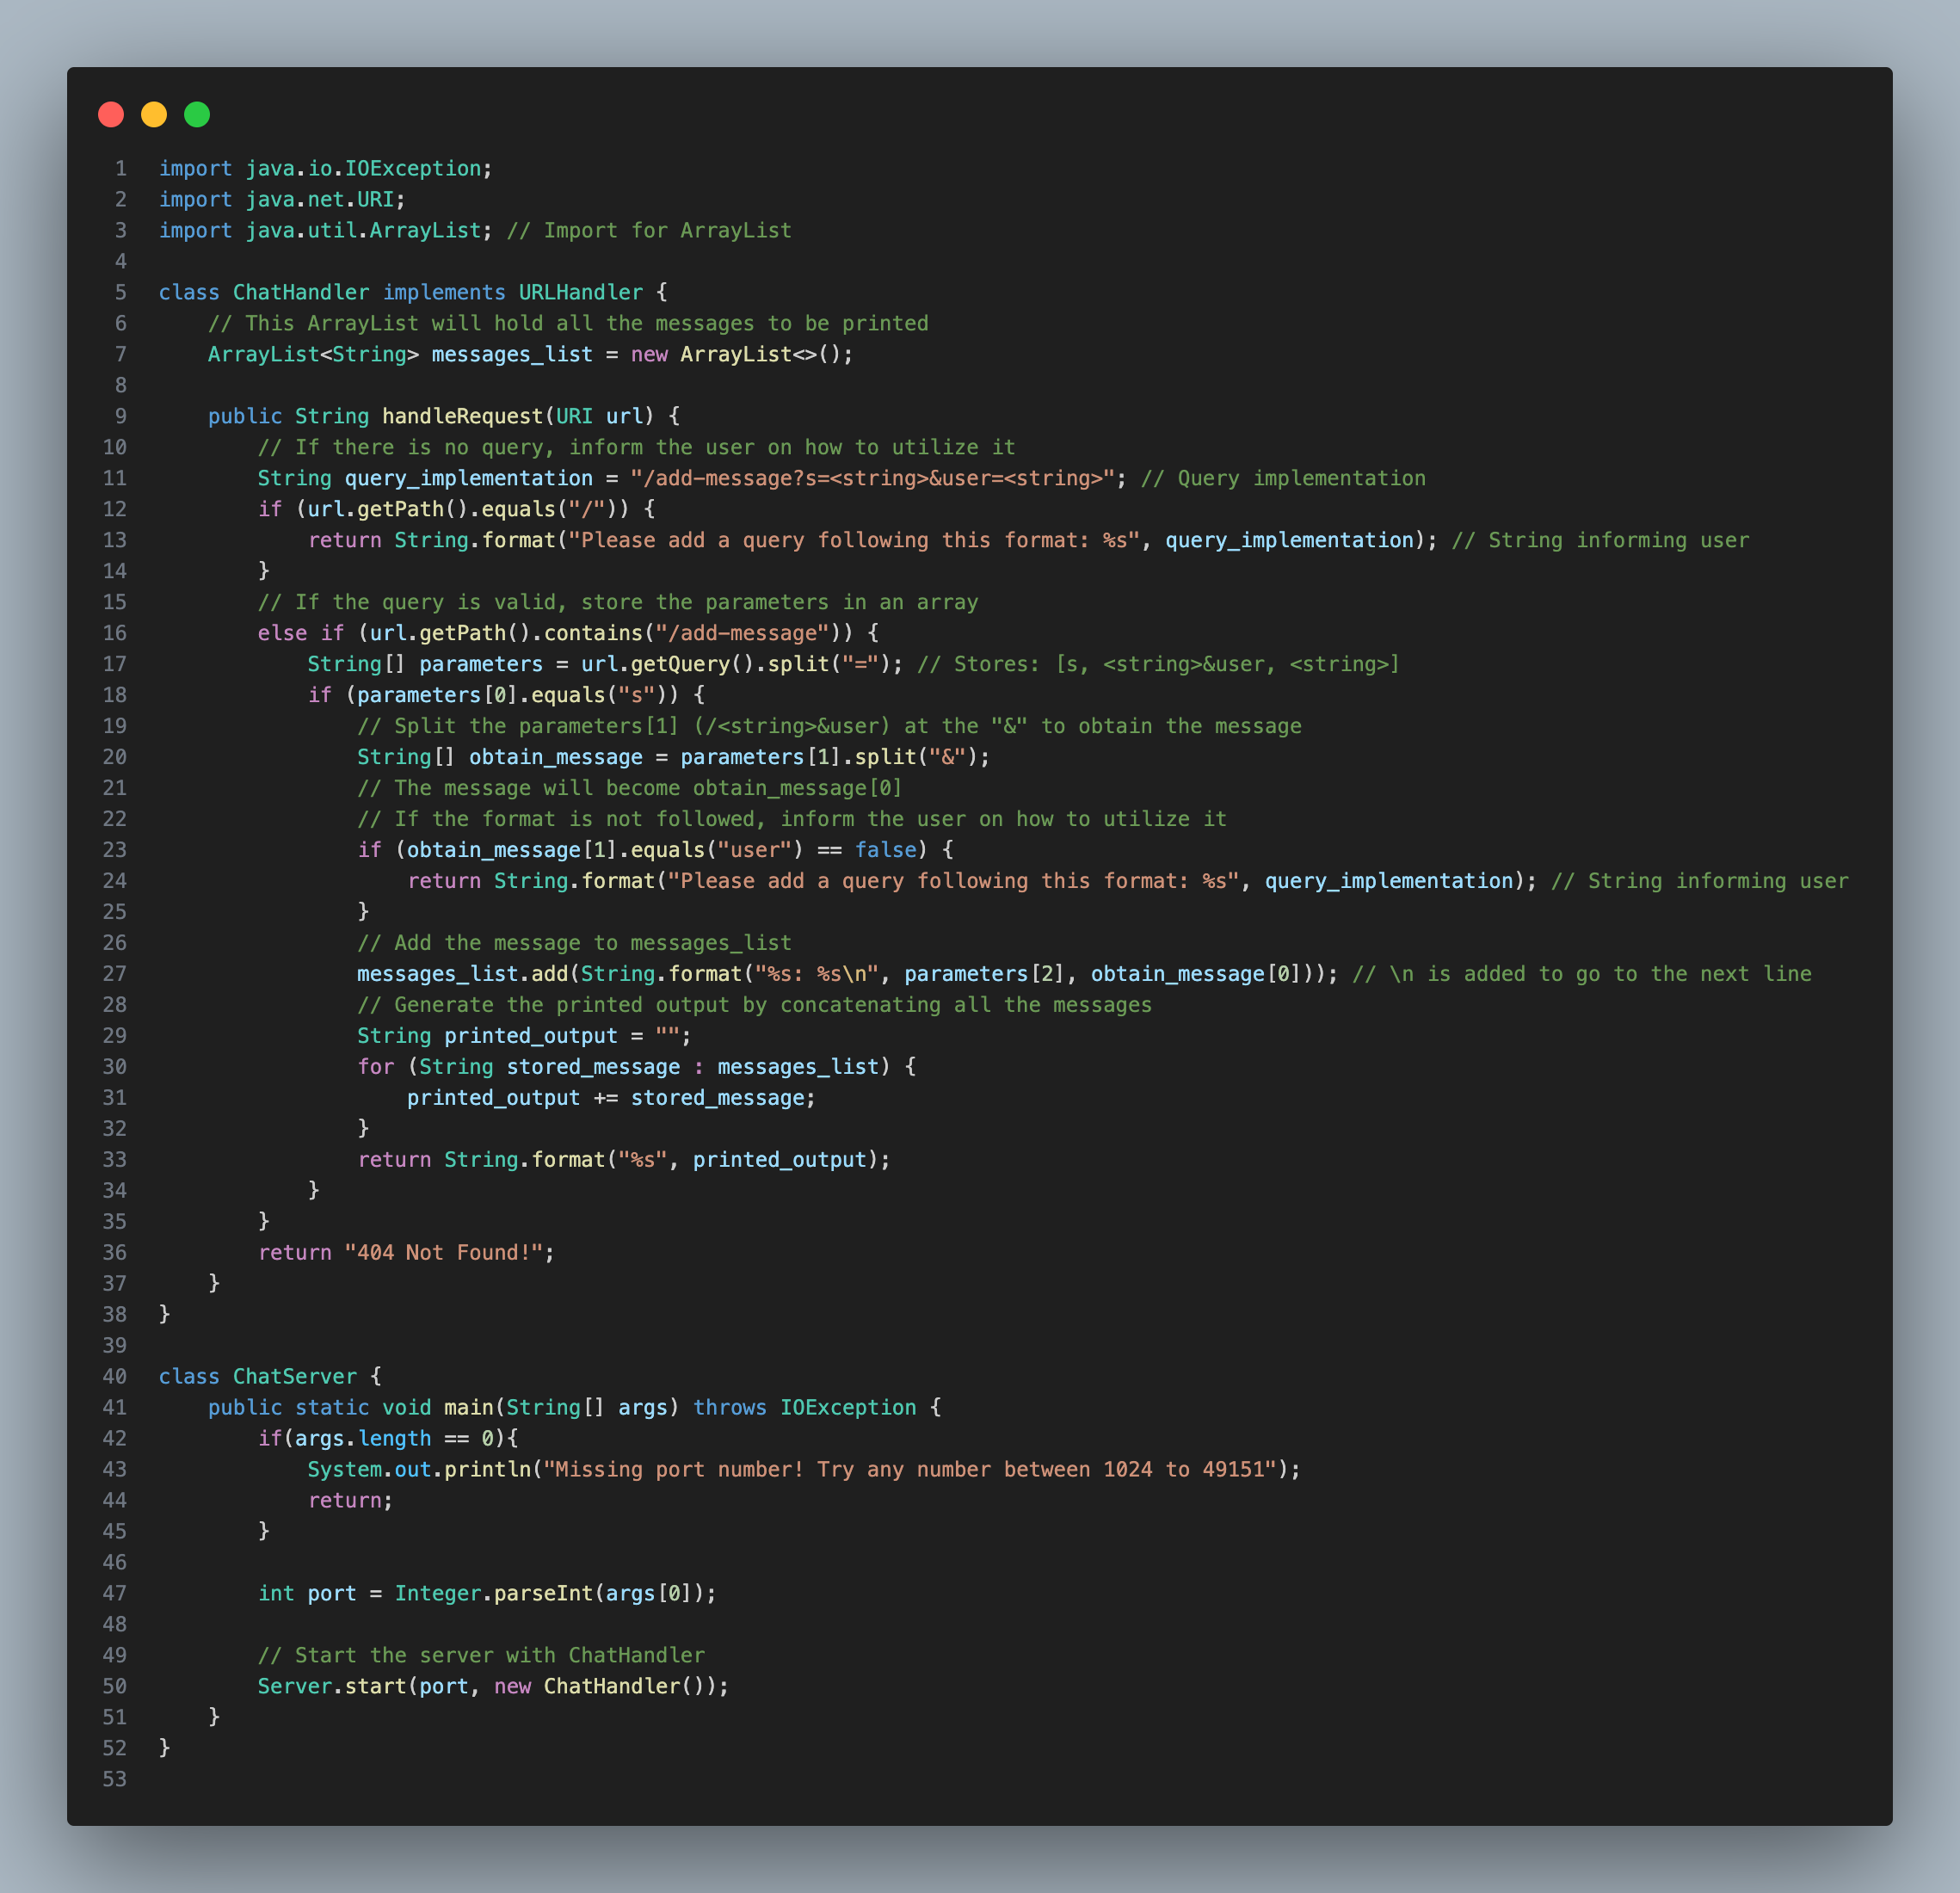 1 import java.io.IOException;
2 import java.net.URI;
3 import java.util.ArrayList; // Import for ArrayList
4
5 class ChatHandler implements URLHandler {
6     // This ArrayList will hold all the messages to be printed
7     ArrayList<String> messages_list = new ArrayList<>();
8
9     public String handleRequest(URI url) {
10         // If there is no query, inform the user on how to utilize it
11         String query_implementation = "/add-message?s=<string>&user=<string>"; // Query implementation
12         if (url.getPath().equals("/")) {
13             return String.format("Please add a query following this format: %s", query_implementation); // String informing user
14         }
15         // If the query is valid, store the parameters in an array
16         else if (url.getPath().contains("/add-message")) {
17             String[] parameters = url.getQuery().split("="); // Stores: [s, <string>&user, <string>]
18             if (parameters[0].equals("s")) {
19                 // Split the parameters[1] (/<string>&user) at the "&" to obtain the message
20                 String[] obtain_message = parameters[1].split("&");
21                 // The message will become obtain_message[0]
22                 // If the format is not followed, inform the user on how to utilize it
23                 if (obtain_message[1].equals("user") == false) {
24                     return String.format("Please add a query following this format: %s", query_implementation); // String informing user
25                 }
26                 // Add the message to messages_list
27                 messages_list.add(String.format("%s: %s\n", parameters[2], obtain_message[0])); // \n is added to go to the next line
28                 // Generate the printed output by concatenating all the messages
29                 String printed_output = "";
30                 for (String stored_message : messages_list) {
31                     printed_output += stored_message;
32                 }
33                 return String.format("%s", printed_output);
34             }
35         }
36         return "404 Not Found!";
37     }
38 }
39
40 class ChatServer {
41     public static void main(String[] args) throws IOException {
42         if(args.length == 0){
43             System.out.println("Missing port number! Try any number between 1024 to 49151");
44             return;
45         }
46
47         int port = Integer.parseInt(args[0]);
48
49         // Start the server with ChatHandler
50         Server.start(port, new ChatHandler());
51     }
52 }
53